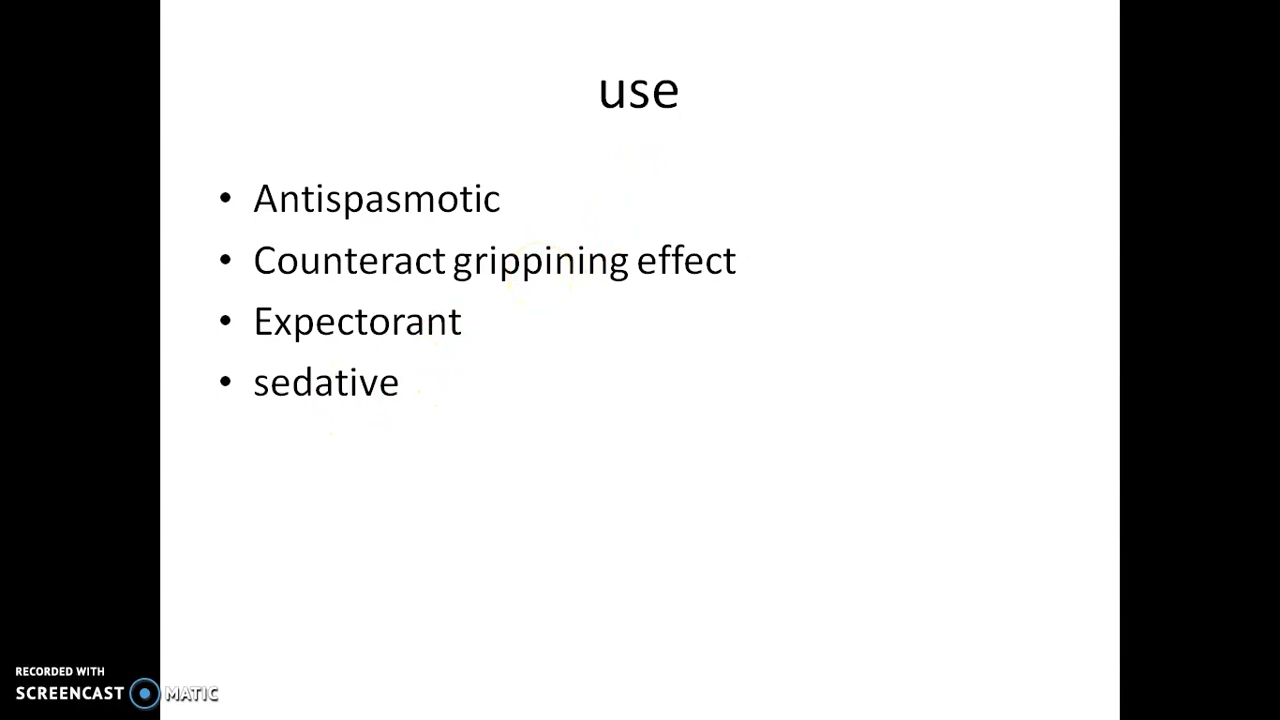 use
• Antispasmotic
• Counteract grippining effect
• Expectorant
• sedative
RECORDED WITH
SCREENCAST MATIC